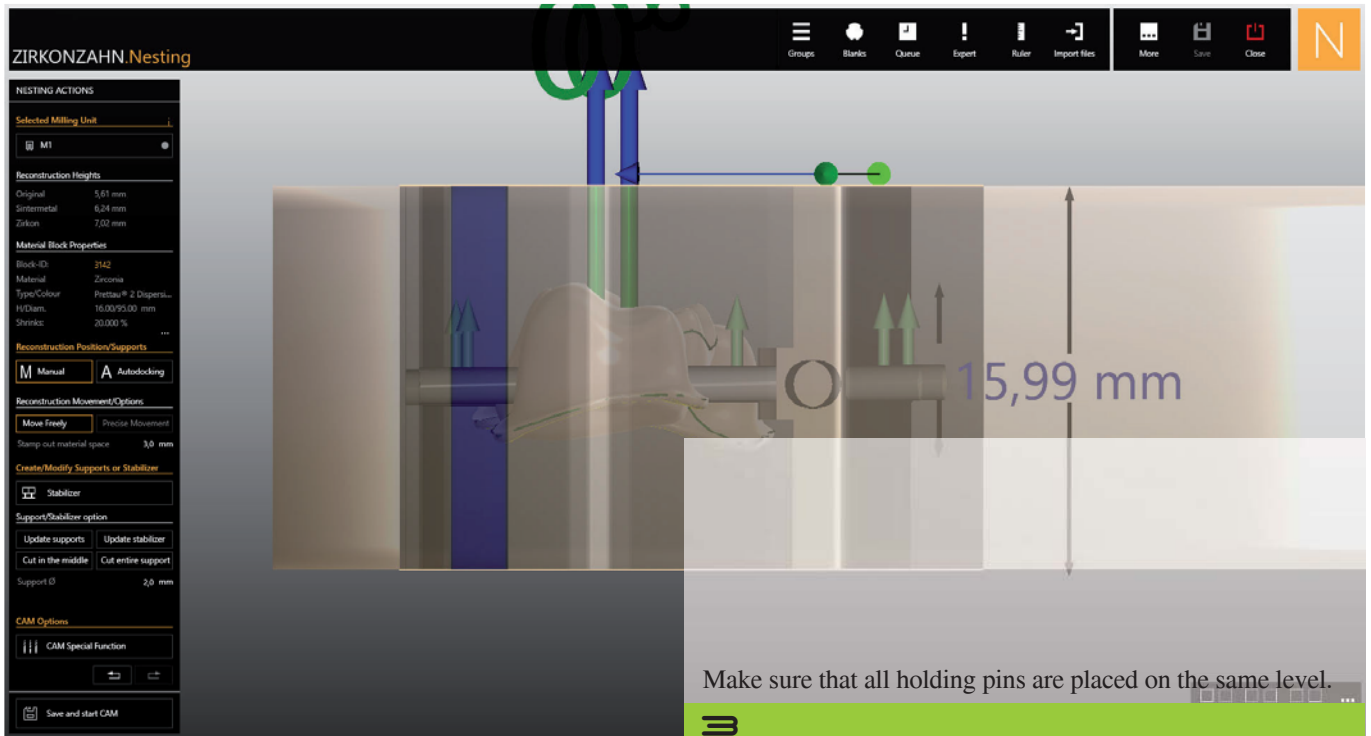 ZIRKONZAHN.Nesting
Groups Blanks Queue Expert Ruler Import files More Save Close N
NESTING ACTIONS
Selected Milling Unit i
M1
Reconstruction Heights
Original 5,61 mm
Sintermetal 6,24 mm
Zirkon 7,02 mm
Material Block Properties
Block-ID: 3142
Material Zirconia
Type/Colour Prettau® 2 Dispersi...
H/Diam. 16.00/95.00 mm
Shrinks: 20.000 %
...
Reconstruction Position/Supports
M Manual A Autodocking
Reconstruction Movement/Options
Move Freely Precise Movement
Stamp out material space 3,0 mm
Create/Modify Supports or Stabilizer
Stabilizer
Support/Stabilizer option
Update supports Update stabilizer
Cut in the middle Cut entire support
Support Ø 2,0 mm
CAM Options
CAM Special Function
Save and start CAM
15,99 mm
Make sure that all holding pins are placed on the same level.
3